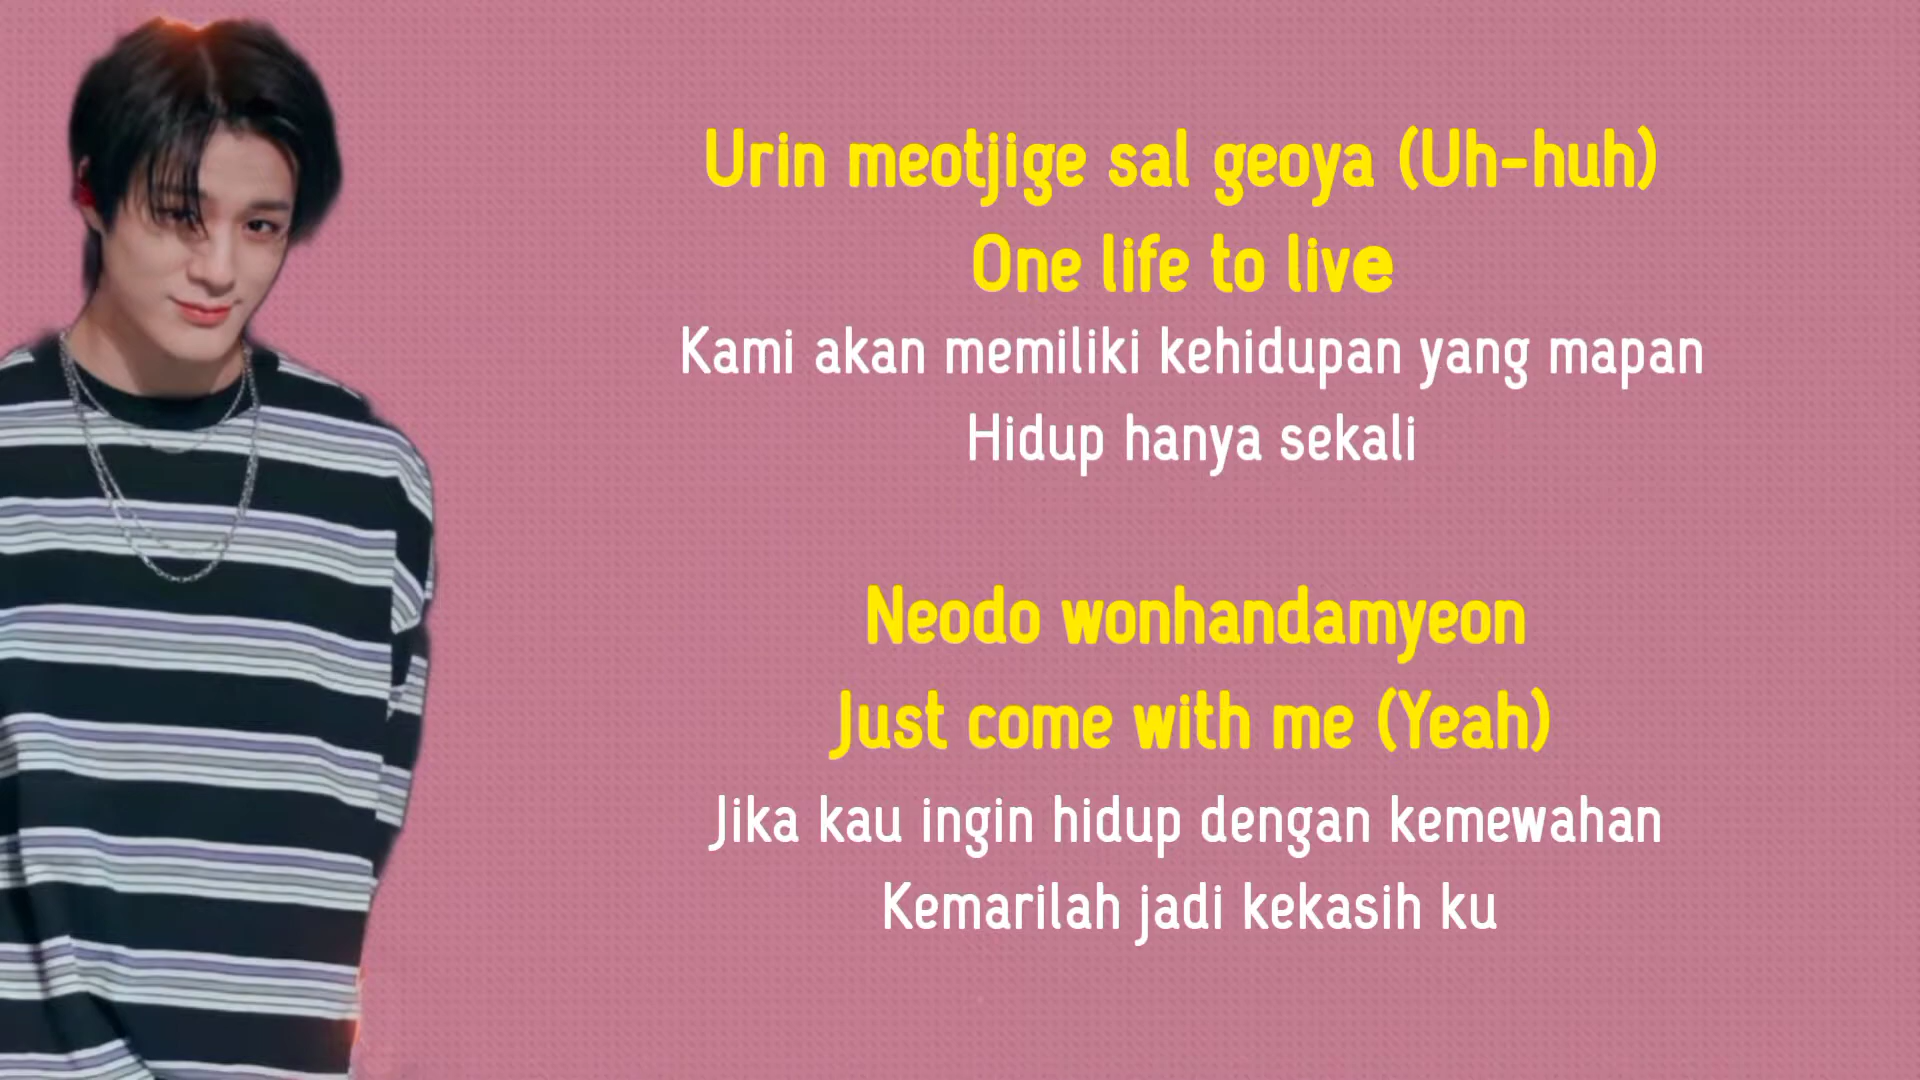 Urin meotjige sal geoya (Uh-huh)
One life to live
Kami akan memiliki kehidupan yang mapan
Hidup hanya sekali
Neodo wonhandamyeon
Just come with me (Yeah)
Jika kau ingin hidup dengan kemewahan
Kemarilah jadi kekasih ku